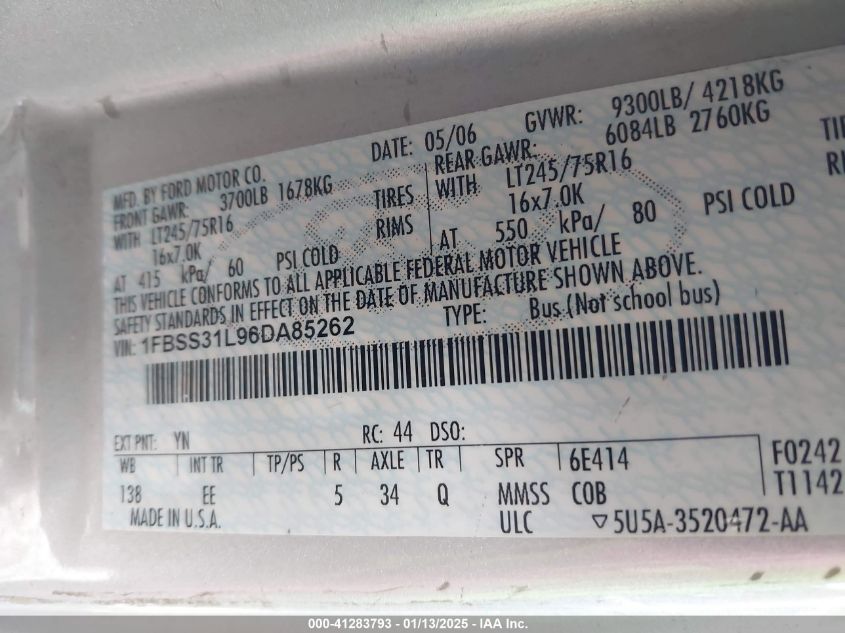 MFD. BY FORD MOTOR CO. DATE: 05/06 GVWR: 9300LB/ 4218KG
FRONT GAWR: 3700LB 1678KG REAR GAWR: 6084LB 2760KG
WITH LT245/75R16 TIRES WITH LT245/75R16
16x7.0K RIMS 16x7.0K
AT 415 kPa/ 60 PSI COLD AT 550 kPa/ 80 PSI COLD
THIS VEHICLE CONFORMS TO ALL APPLICABLE FEDERAL MOTOR VEHICLE
SAFETY STANDARDS IN EFFECT ON THE DATE OF MANUFACTURE SHOWN ABOVE.
VIN: 1FBSS31L96DA85262 TYPE: Bus (Not school bus)
EXT PNT: YN RC: 44 DSO:
WB INT TR TP/PS R AXLE TR SPR 6E414 F0242
138 EE 5 34 Q MMSS COB T1142
MADE IN U.S.A. ULC ▽5U5A-3520472-AA
000-41283793 - 01/13/2025 - IAA Inc.